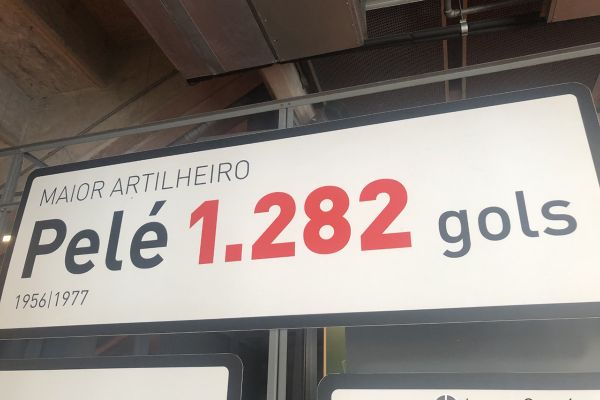 MAIOR ARTILHEIRO
Pelé 1.282 gols
1956|1977